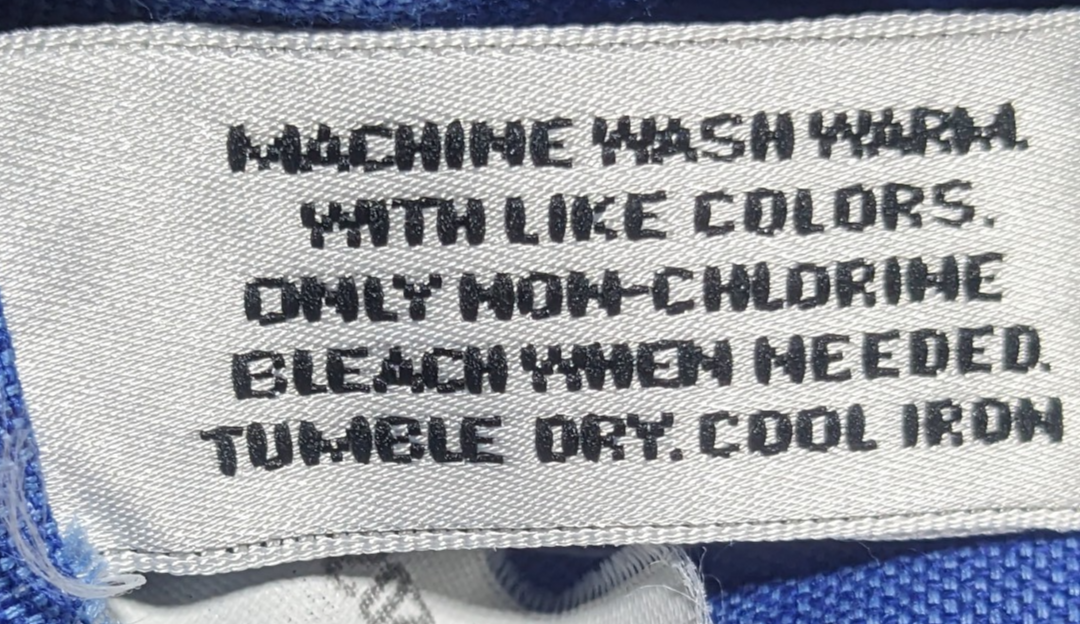 MACHINE WASH WARM.
WITH LIKE COLORS.
ONLY NON-CHLORINE
BLEACH WHEN NEEDED.
TUMBLE DRY. COOL IRON